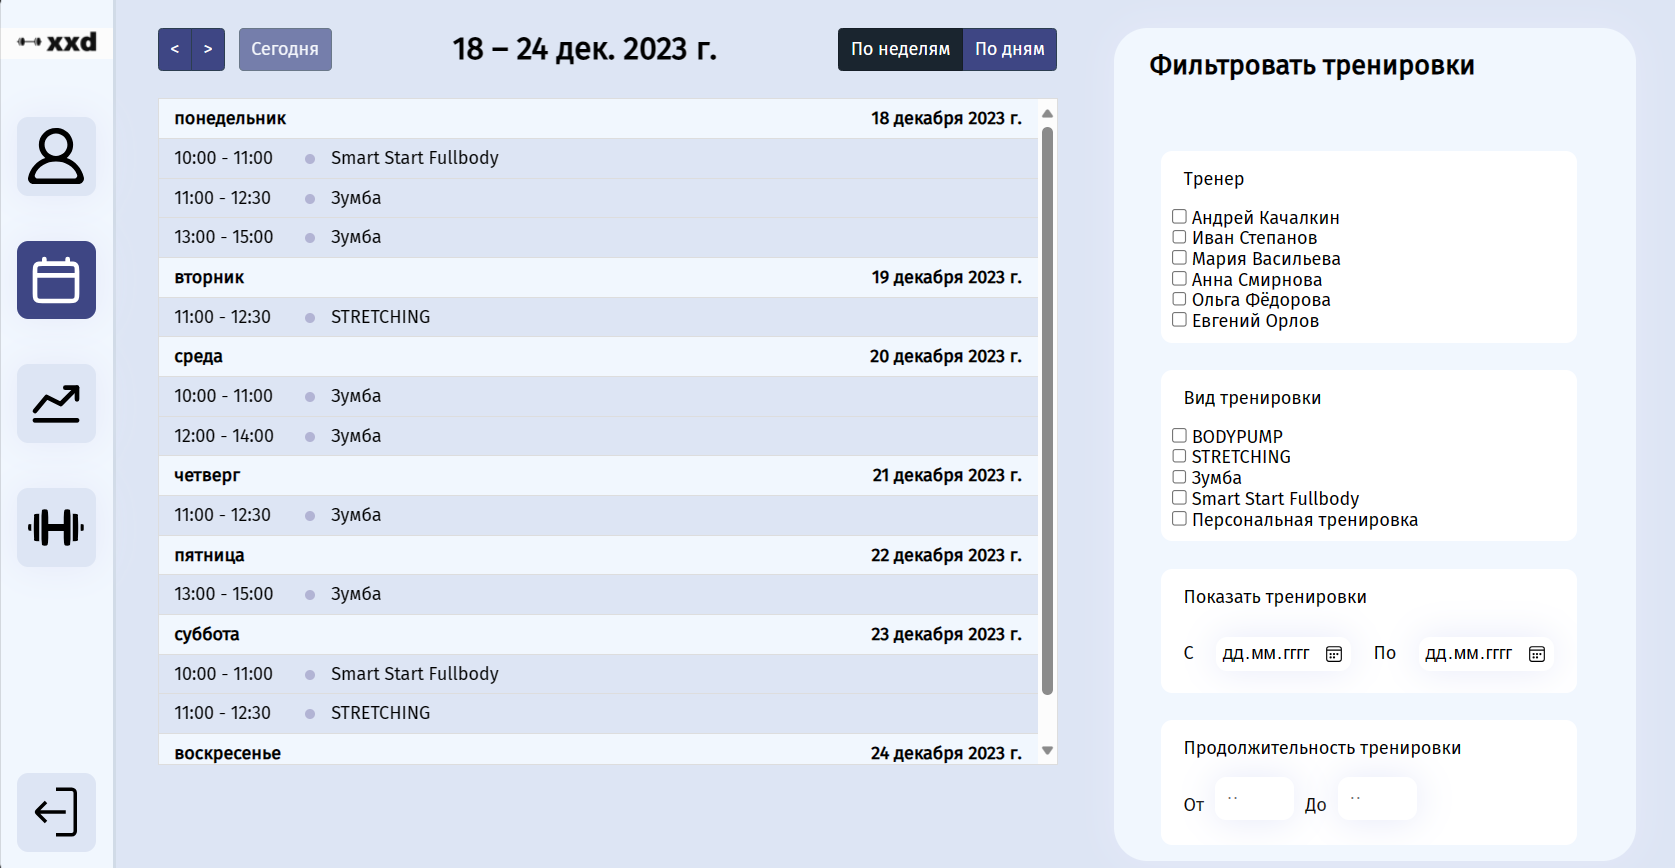 xxd
< > Сегодня 18 – 24 дек. 2023 г. По неделям По дням
понедельник 18 декабря 2023 г.
10:00 - 11:00 Smart Start Fullbody
11:00 - 12:30 Зумба
13:00 - 15:00 Зумба
вторник 19 декабря 2023 г.
11:00 - 12:30 STRETCHING
среда 20 декабря 2023 г.
10:00 - 11:00 Зумба
12:00 - 14:00 Зумба
четверг 21 декабря 2023 г.
11:00 - 12:30 Зумба
пятница 22 декабря 2023 г.
13:00 - 15:00 Зумба
суббота 23 декабря 2023 г.
10:00 - 11:00 Smart Start Fullbody
11:00 - 12:30 STRETCHING
воскресенье 24 декабря 2023 г.
Фильтровать тренировки
Тренер
Андрей Качалкин
Иван Степанов
Мария Васильева
Анна Смирнова
Ольга Фёдорова
Евгений Орлов
Вид тренировки
BODYPUMP
STRETCHING
Зумба
Smart Start Fullbody
Персональная тренировка
Показать тренировки
С дд.мм.гггг По дд.мм.гггг
Продолжительность тренировки
От -- До --